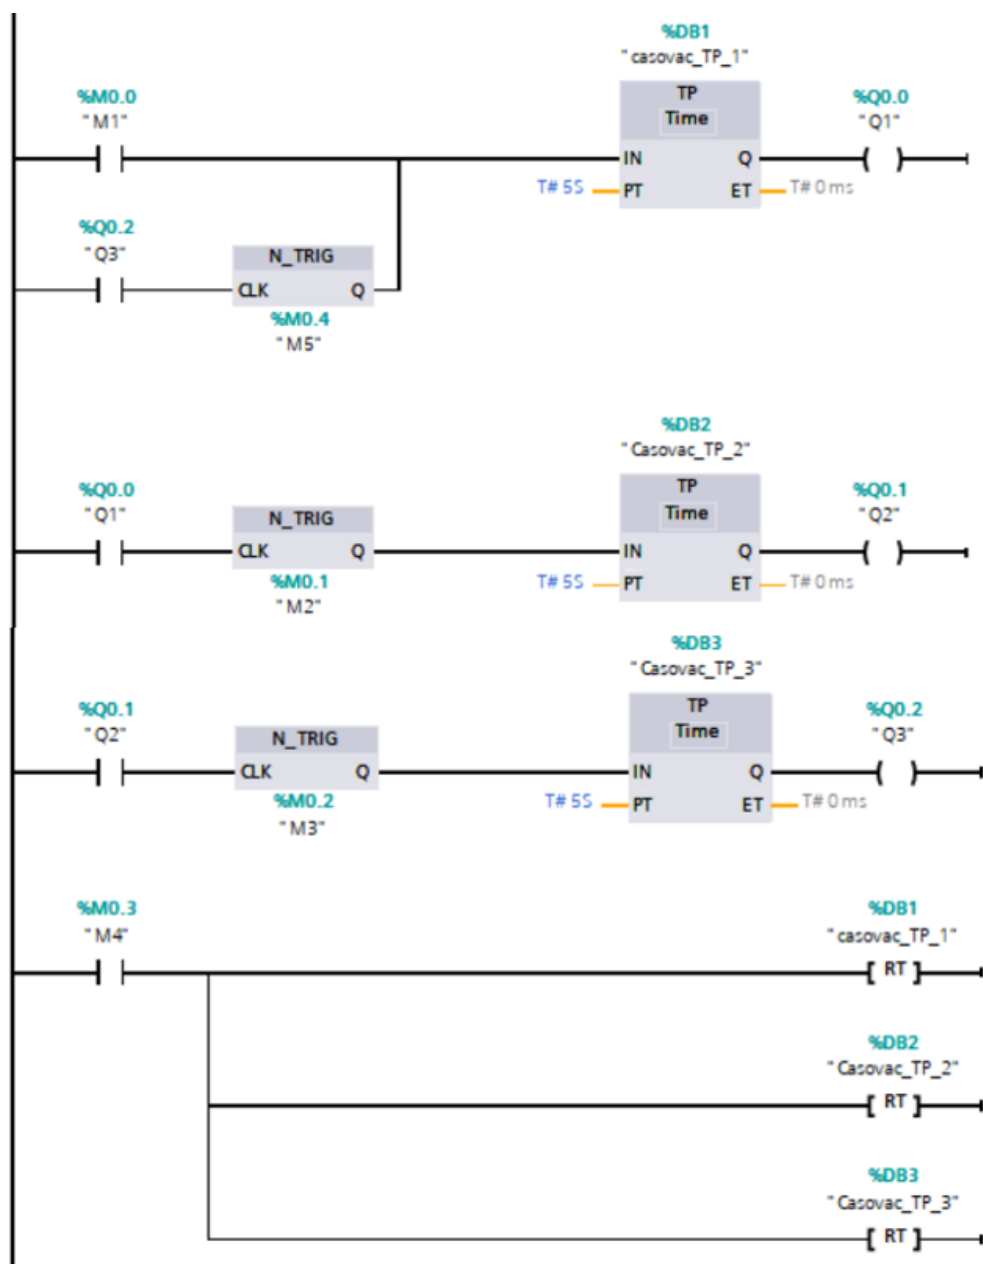 %DB1
"casovac_TP_1"
TP
Time
%M0.0
"M1"
%Q0.0
"Q1"
IN Q
T# 5S PT ET T# 0 ms
%Q0.2
"Q3"
N_TRIG
CLK Q
%M0.4
"M5"
%DB2
"Casovac_TP_2"
TP
Time
%Q0.0
"Q1"
N_TRIG
%Q0.1
"Q2"
CLK Q
IN Q
%M0.1
"M2"
T# 5S PT ET T# 0 ms
%DB3
"Casovac_TP_3"
TP
Time
%Q0.1
"Q2"
N_TRIG
%Q0.2
"Q3"
CLK Q
IN Q
%M0.2
"M3"
T# 5S PT ET T# 0 ms
%M0.3
"M4"
%DB1
"casovac_TP_1"
RT
%DB2
"Casovac_TP_2"
RT
%DB3
"Casovac_TP_3"
RT